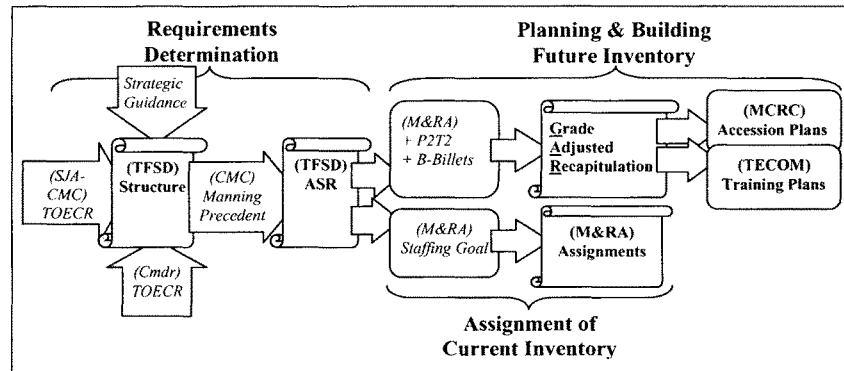 Requirements
Determination
Planning & Building
Future Inventory
Strategic
Guidance
(SJA-
CMC)
TOECR
(TFSD)
Structure
(CMC)
Manning
Precedent
(TFSD)
ASR
(Cmdr)
TOECR
(M&RA)
+ P2T2
+ B-Billets
Grade
Adjusted
Recapitulation
(MCRC)
Accession Plans
(TECOM)
Training Plans
(M&RA)
Staffing Goal
(M&RA)
Assignments
Assignment of
Current Inventory